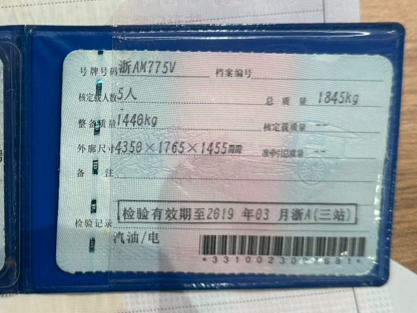 号牌号码 浙AM775V 档案编号
核定载人数 5人 总质量 1845kg
整备质量 1440kg 核定载质量 --
外廓尺寸 4350×1765×1455 准牵引总质量 --
备注
检验有效期至2019 年03 月浙A(三站)
检验记录
汽油/电